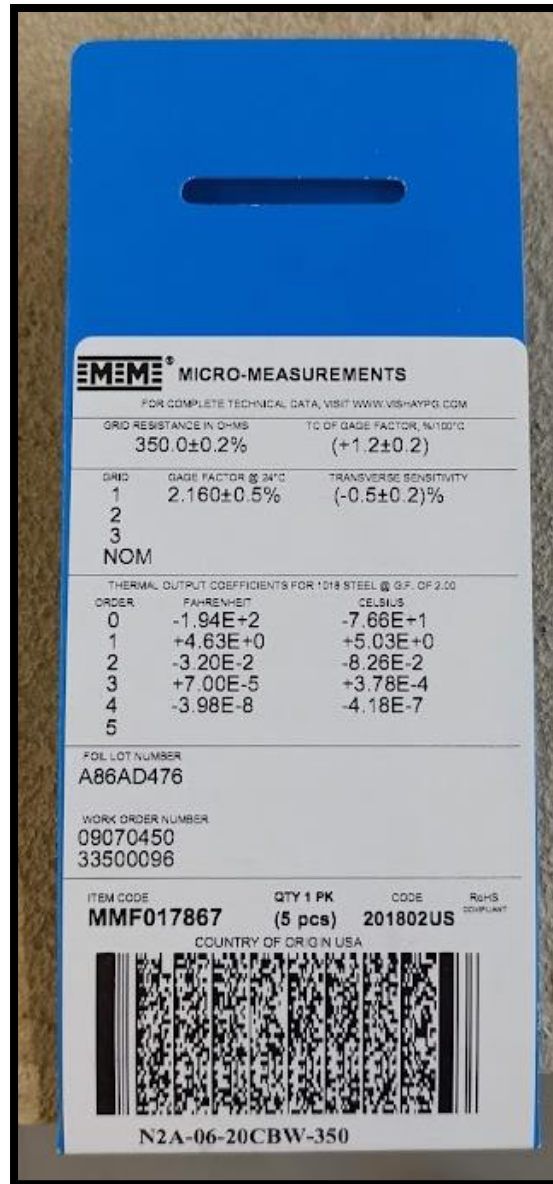 MM® MICRO-MEASUREMENTS
FOR COMPLETE TECHNICAL DATA, VISIT WWW.VISHAYPG.COM
GRID RESISTANCE IN OHMS TC OF GAGE FACTOR, %/100°C
350.0±0.2% (+1.2±0.2)
GRID GAGE FACTOR @ 24°C TRANSVERSE SENSITIVITY
1 2.160±0.5% (-0.5±0.2)%
2
3
NOM
THERMAL OUTPUT COEFFICIENTS FOR 1018 STEEL @ G.F. OF 2.00
ORDER FAHRENHEIT CELSIUS
0 -1.94E+2 -7.66E+1
1 +4.63E+0 +5.03E+0
2 -3.20E-2 -8.26E-2
3 +7.00E-5 +3.78E-4
4 -3.98E-8 -4.18E-7
5
FOIL LOT NUMBER
A86AD476
WORK ORDER NUMBER
09070450
33500096
ITEM CODE QTY 1 PK CODE RoHS
MMF017867 (5 pcs) 201802US COMPLIANT
COUNTRY OF ORIGIN USA
N2A-06-20CBW-350